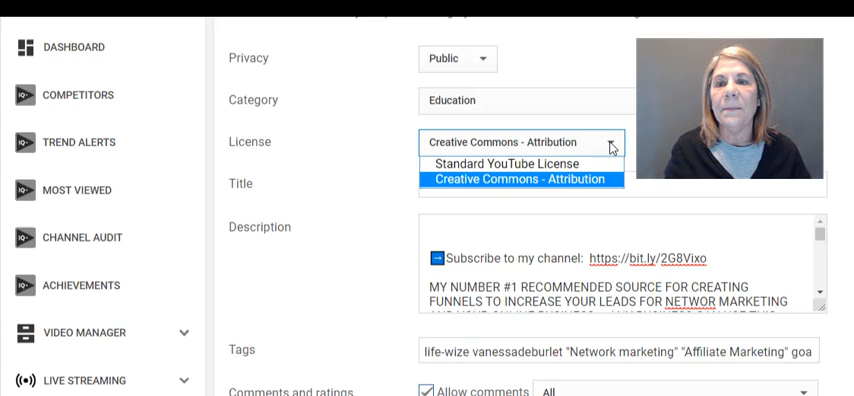 DASHBOARD
COMPETITORS
TREND ALERTS
MOST VIEWED
CHANNEL AUDIT
ACHIEVEMENTS
VIDEO MANAGER
LIVE STREAMING
Privacy
Public
Category
Education
License
Creative Commons - Attribution
Standard YouTube License
Creative Commons - Attribution
Title
Description
Subscribe to my channel: https://bit.ly/2G8Vixo
MY NUMBER #1 RECOMMENDED SOURCE FOR CREATING
FUNNELS TO INCREASE YOUR LEADS FOR NETWOR MARKETING
Tags
life-wize vanessadeburlet "Network marketing" "Affiliate Marketing" goa
Comments and ratings
Allow comments
All